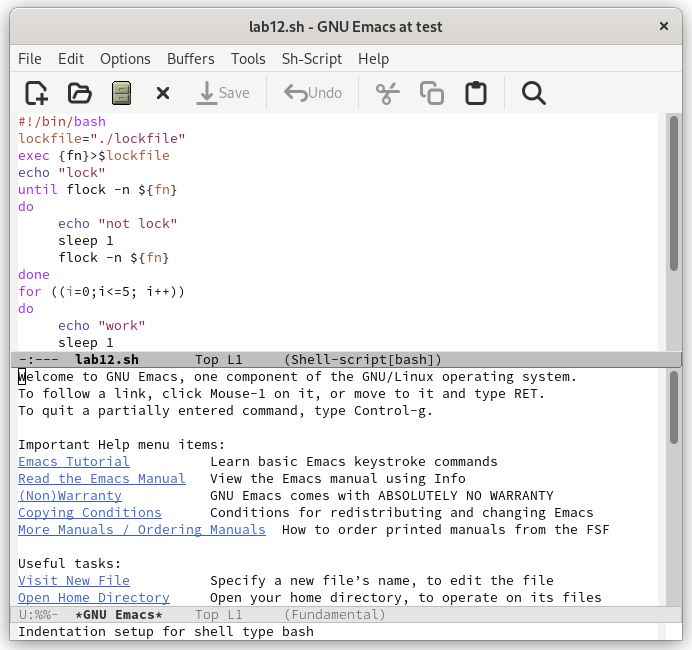 lab12.sh - GNU Emacs at test
File Edit Options Buffers Tools Sh-Script Help
Save Undo
#!/bin/bash
lockfile="./lockfile"
exec {fn}>$lockfile
echo "lock"
until flock -n ${fn}
do
     echo "not lock"
     sleep 1
     flock -n ${fn}
done
for ((i=0;i<=5; i++))
do
     echo "work"
     sleep 1
-:---  lab12.sh       Top L1     (Shell-script[bash])
Welcome to GNU Emacs, one component of the GNU/Linux operating system.
To follow a link, click Mouse-1 on it, or move to it and type RET.
To quit a partially entered command, type Control-g.
Important Help menu items:
Emacs Tutorial          Learn basic Emacs keystroke commands
Read the Emacs Manual   View the Emacs manual using Info
(Non)Warranty           GNU Emacs comes with ABSOLUTELY NO WARRANTY
Copying Conditions      Conditions for redistributing and changing Emacs
More Manuals / Ordering Manuals  How to order printed manuals from the FSF
Useful tasks:
Visit New File          Specify a new file’s name, to edit the file
Open Home Directory     Open your home directory, to operate on its files
U:%%-  *GNU Emacs*    Top L1     (Fundamental)
Indentation setup for shell type bash